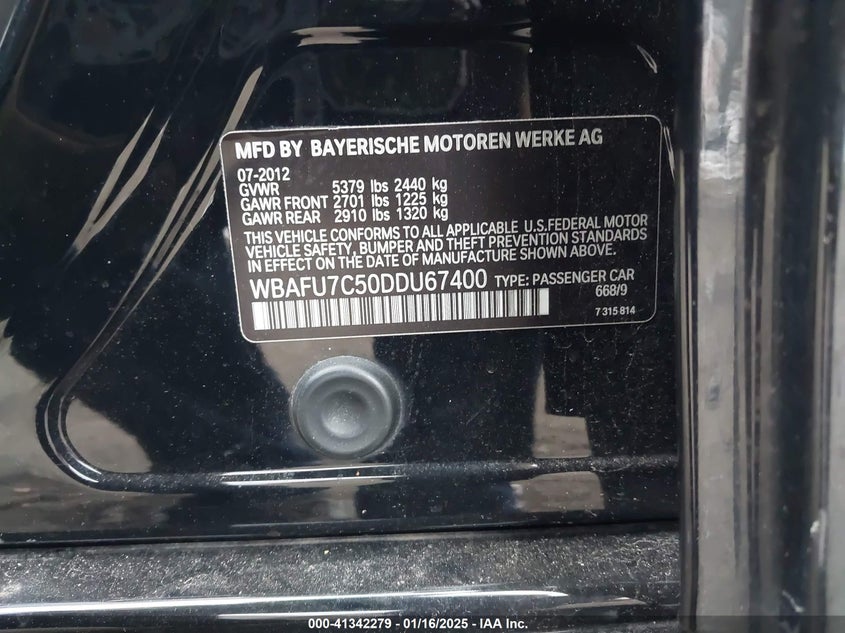 MFD BY BAYERISCHE MOTOREN WERKE AG
07-2012
GVWR 5379 lbs 2440 kg
GAWR FRONT 2701 lbs 1225 kg
GAWR REAR 2910 lbs 1320 kg
THIS VEHICLE CONFORMS TO ALL APPLICABLE U.S.FEDERAL MOTOR
VEHICLE SAFETY, BUMPER AND THEFT PREVENTION STANDARDS
IN EFFECT ON THE DATE OF MANUFACTURE SHOWN ABOVE.
WBAFU7C50DDU67400 TYPE: PASSENGER CAR
668/9
7 315 814
000-41342279 - 01/16/2025 - IAA Inc.